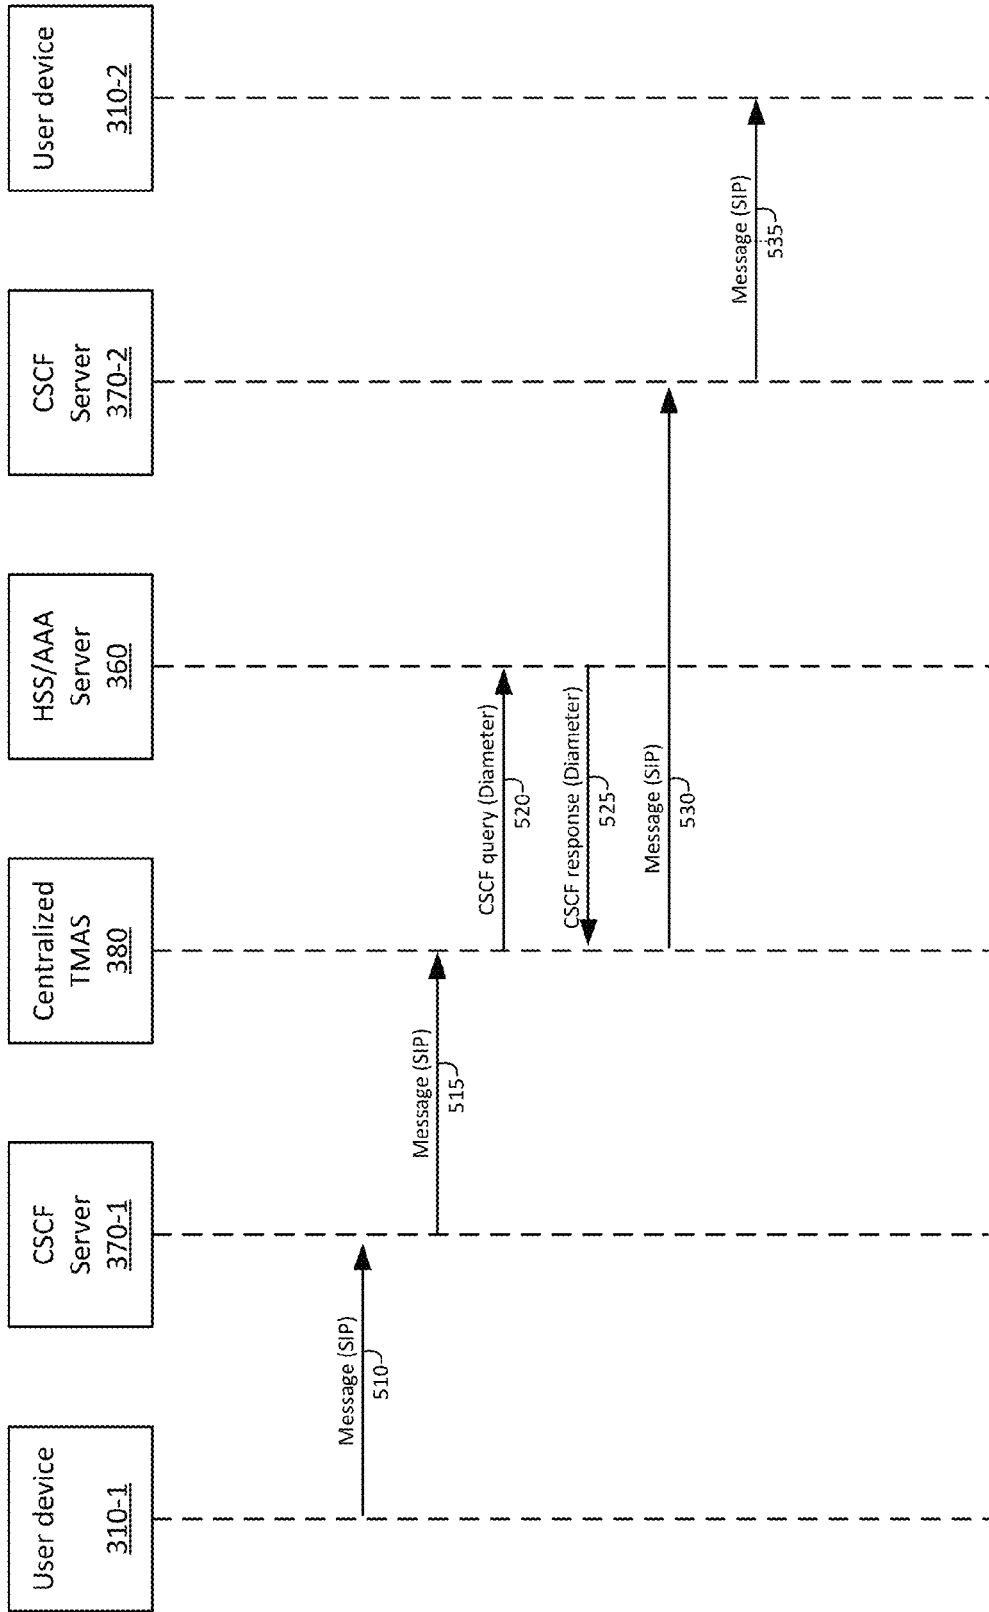 User device
310-1
CSCF
Server
370-1
Centralized
TMAS
380
HSS/AAA
Server
360
CSCF
Server
370-2
User device
310-2
Message (SIP)
510
Message (SIP)
515
CSCF query (Diameter)
520
CSCF response (Diameter)
525
Message (SIP)
530
Message (SIP)
535